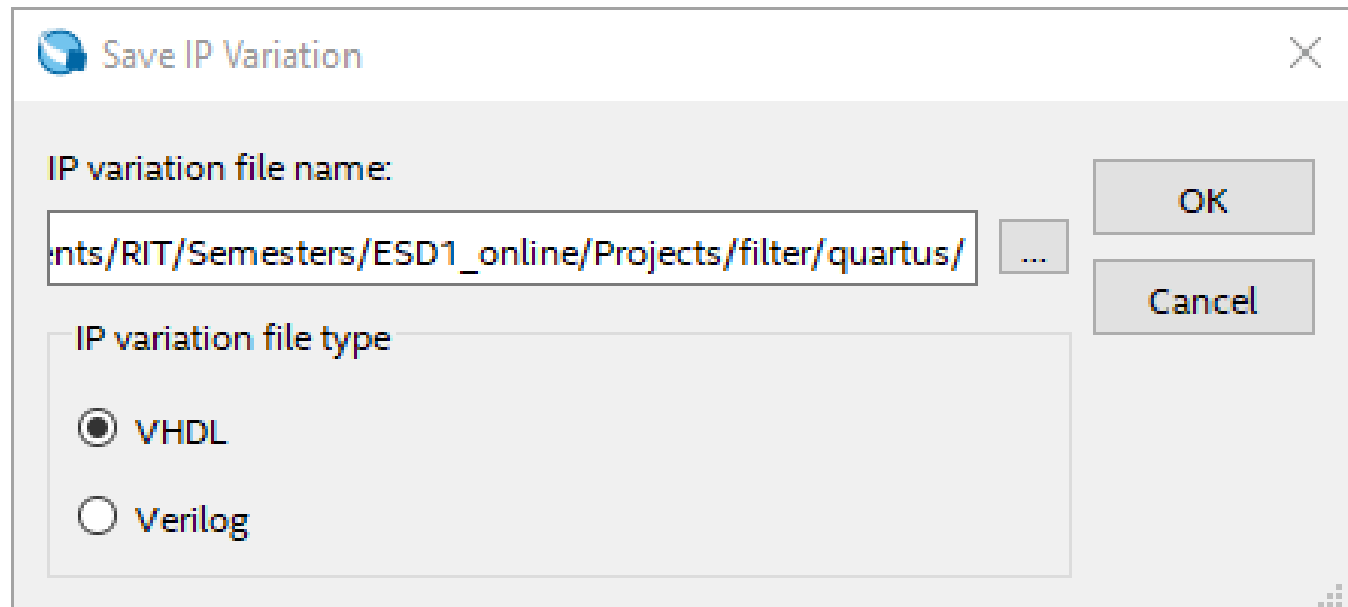 Save IP Variation
IP variation file name:
OK
ents/RIT/Semesters/ESD1_online/Projects/filter/quartus/
...
Cancel
IP variation file type
VHDL
Verilog